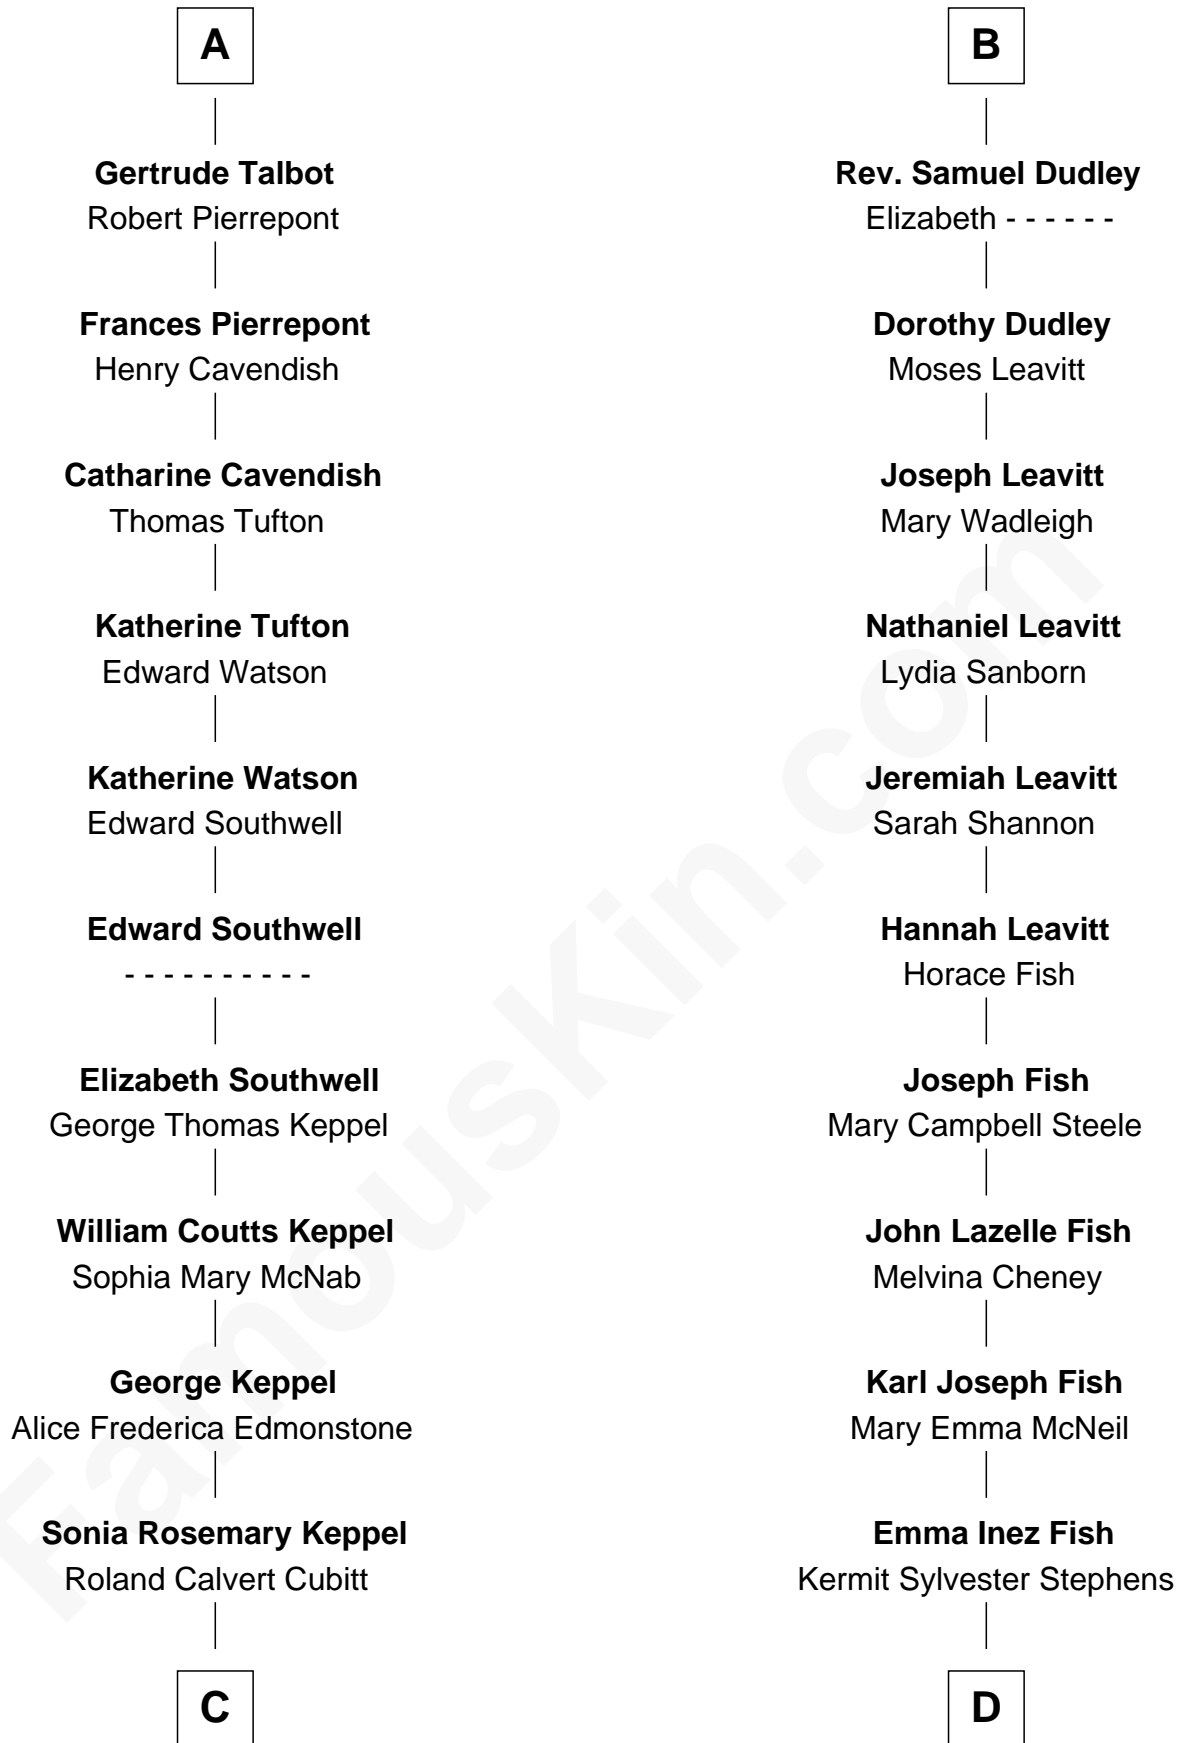 A
Gertrude Talbot
Robert Pierrepont
Frances Pierrepont
Henry Cavendish
Catharine Cavendish
Thomas Tufton
Katherine Tufton
Edward Watson
Katherine Watson
Edward Southwell
Edward Southwell
- - - - - - - - - -
Elizabeth Southwell
George Thomas Keppel
William Coutts Keppel
Sophia Mary McNab
George Keppel
Alice Frederica Edmonstone
Sonia Rosemary Keppel
Roland Calvert Cubitt
C
B
Rev. Samuel Dudley
Elizabeth - - - - - -
Dorothy Dudley
Moses Leavitt
Joseph Leavitt
Mary Wadleigh
Nathaniel Leavitt
Lydia Sanborn
Jeremiah Leavitt
Sarah Shannon
Hannah Leavitt
Horace Fish
Joseph Fish
Mary Campbell Steele
John Lazelle Fish
Melvina Cheney
Karl Joseph Fish
Mary Emma McNeil
Emma Inez Fish
Kermit Sylvester Stephens
D
FamousKin.com